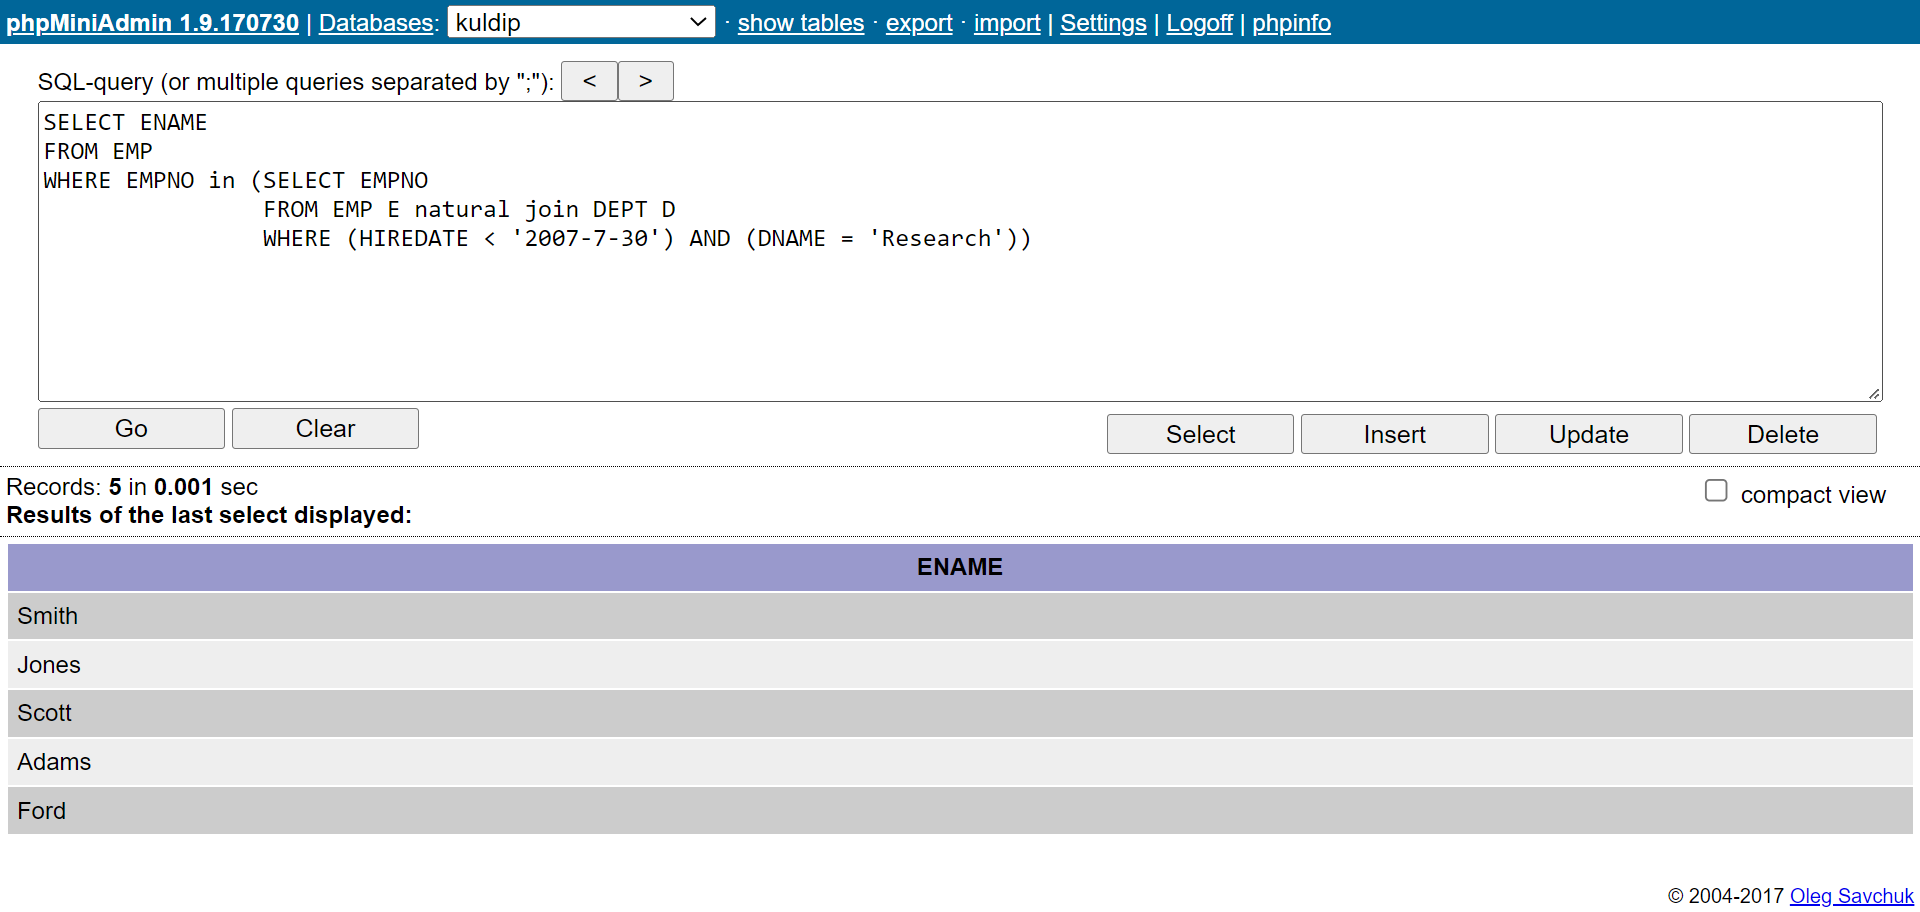 phpMiniAdmin 1.9.170730 | Databases: kuldip · show tables · export · import | Settings | Logoff | phpinfo
SQL-query (or multiple queries separated by ";"): < >
SELECT ENAME
FROM EMP
WHERE EMPNO in (SELECT EMPNO
FROM EMP E natural join DEPT D
WHERE (HIREDATE < '2007-7-30') AND (DNAME = 'Research'))
Go Clear Select Insert Update Delete
Records: 5 in 0.001 sec compact view
Results of the last select displayed:
ENAME
Smith
Jones
Scott
Adams
Ford
© 2004-2017 Oleg Savchuk